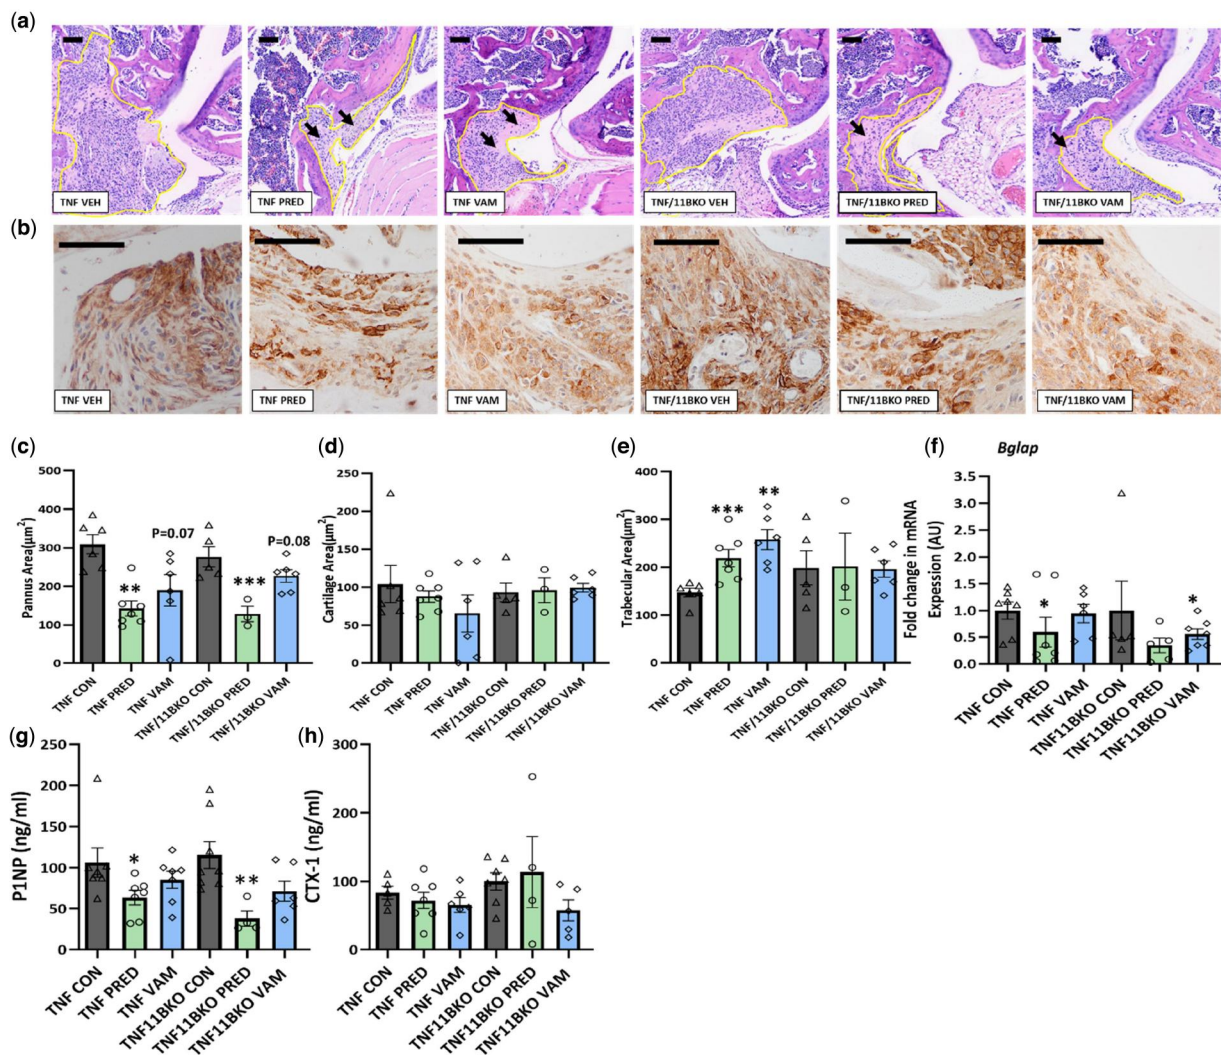 (a)
TNF VEH
TNF PRED
TNF VAM
TNF/11BKO VEH
TNF/11BKO PRED
TNF/11BKO VAM
(b)
TNF VEH
TNF PRED
TNF VAM
TNF/11BKO VEH
TNF/11BKO PRED
TNF/11BKO VAM
(c)
Pannus Area(µm²)
500
400
300
200
100
0
**
P=0.07
***
P=0.08
TNF CON
TNF PRED
TNF VAM
TNF/11BKO CON
TNF/11BKO PRED
TNF/11BKO VAM
(d)
Cartilage Area(µm²)
250
200
150
100
50
0
TNF CON
TNF PRED
TNF VAM
TNF/11BKO CON
TNF/11BKO PRED
TNF/11BKO VAM
(e)
Trabecular Area(µm²)
400
300
200
100
0
***
**
TNF CON
TNF PRED
TNF VAM
TNF/11BKO CON
TNF/11BKO PRED
TNF/11BKO VAM
(f)
Bglap
Fold change in mRNA
Expession (AU)
3.5
3.0
2.5
2.0
1.5
1.0
0.5
0.0
*
*
TNF CON
TNF PRED
TNF VAM
TNF11BKO CON
TNF11BKO PRED
TNF11BKO VAM
(g)
P1NP (ng/ml)
250
200
150
100
50
0
*
**
TNF CON
TNF PRED
TNF VAM
TNF11BKO CON
TNF11BKO PRED
TNF11BKO VAM
(h)
CTX-1 (ng/ml)
300
200
100
0
TNF CON
TNF PRED
TNF VAM
TNF11BKO CON
TNF11BKO PRED
TNF11BKO VAM